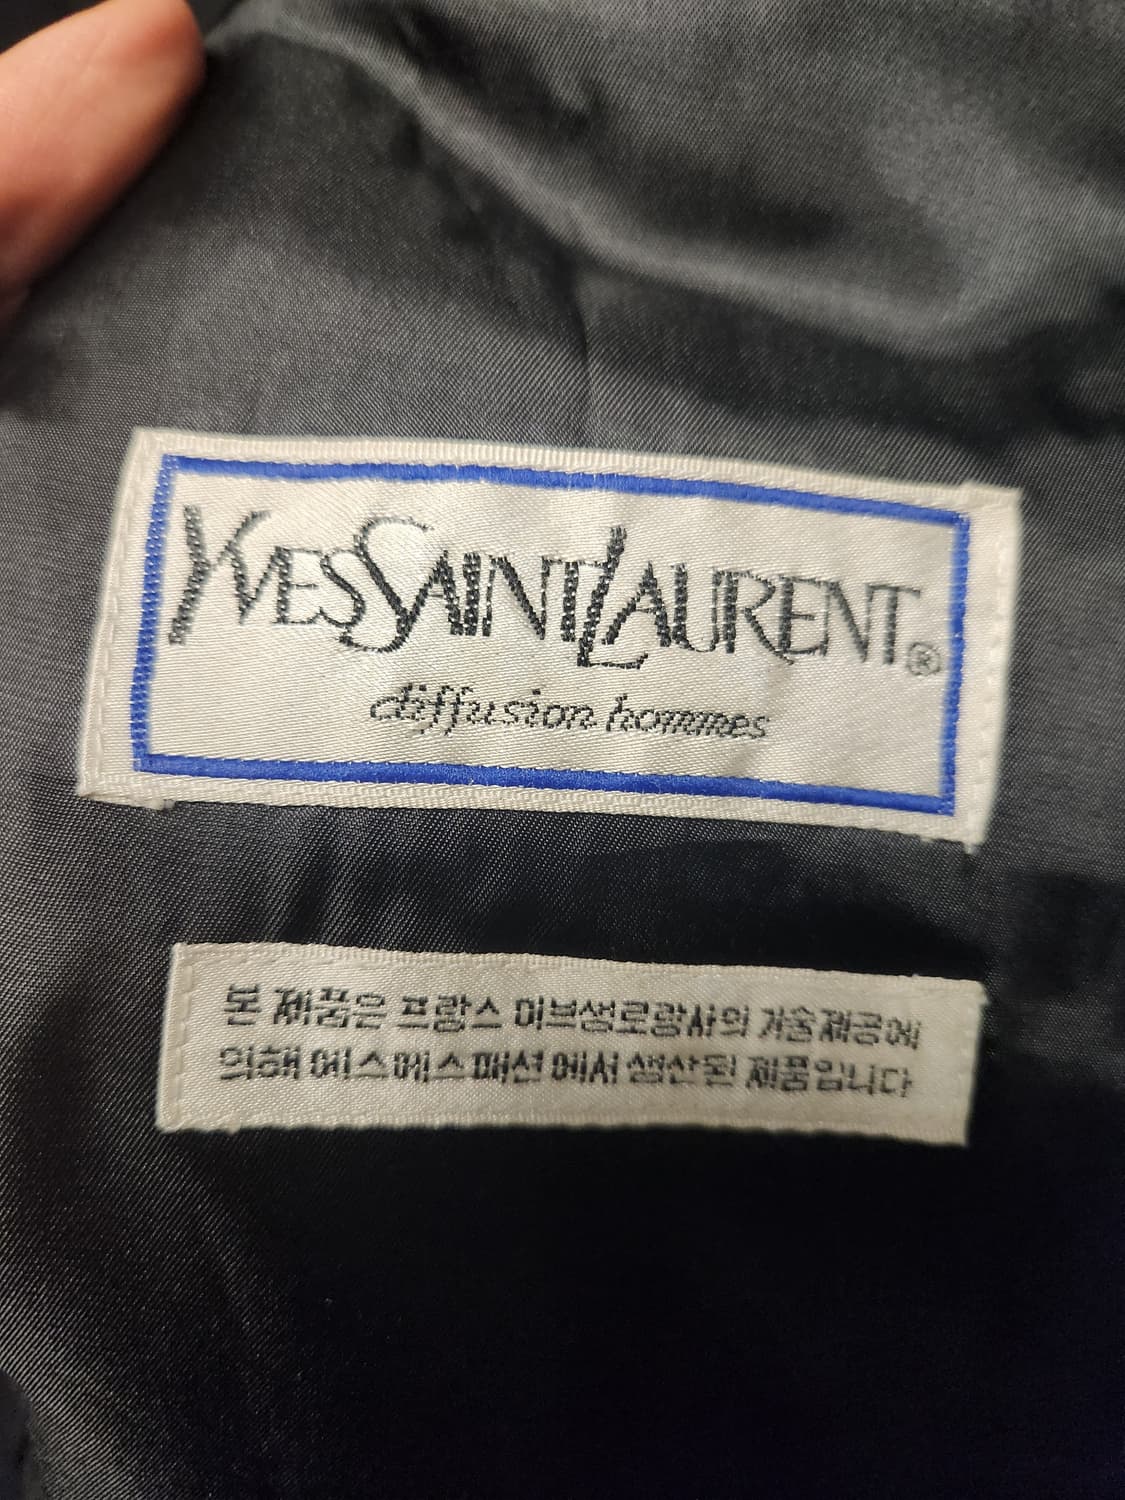 YVES SAINT LAURENT®
diffusion hommes
본 제품은 프랑스 이브생로랑사의 기술제공에
의해 에스메스 패션에서 생산된 제품입니다